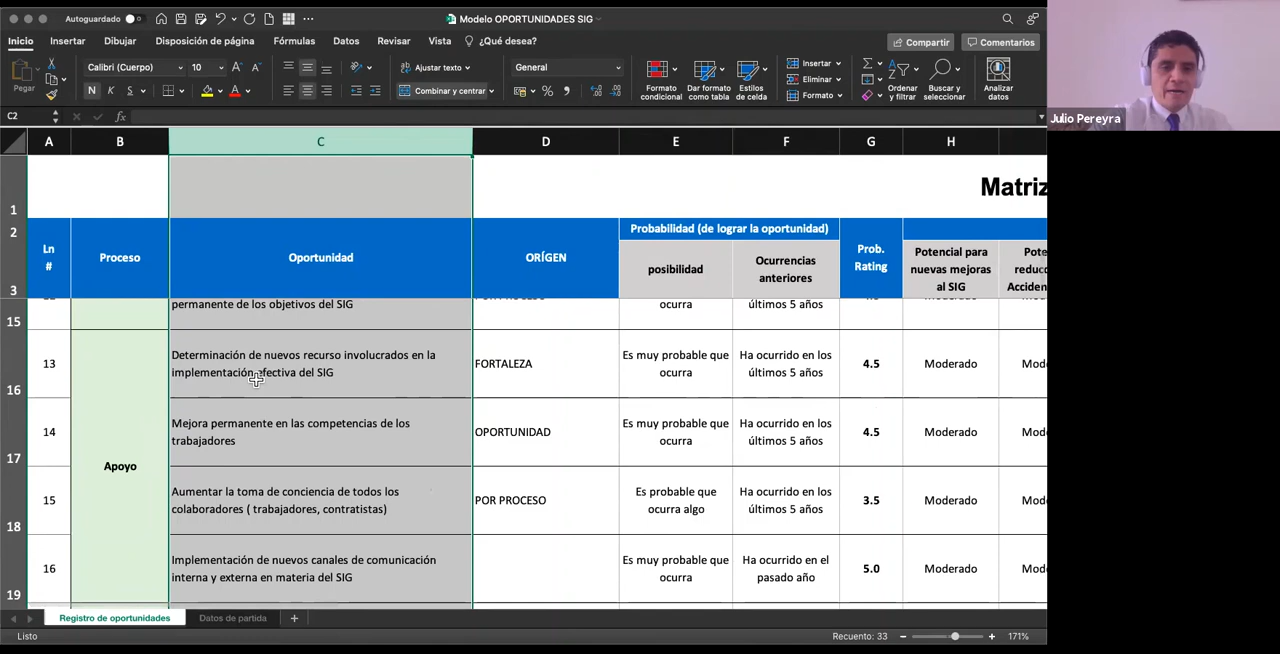 Autoguardado
Modelo OPORTUNIDADES SIG
Inicio Insertar Dibujar Disposición de página Fórmulas Datos Revisar Vista ¿Qué desea?
Compartir Comentarios
Pegar
Calibri (Cuerpo) 10 A A
N K S A
Ajustar texto
Combinar y centrar
General
%
Formato condicional
Dar formato como tabla
Estilos de celda
Insertar
Eliminar
Formato
Ordenar y filtrar
Buscar y seleccionar
Analizar datos
Julio Pereyra
C2 fx
A B C D E F G H
1 Matriz
2
3
Ln #
Proceso
Oportunidad
ORÍGEN
Probabilidad (de lograr la oportunidad)
posibilidad
Ocurrencias anteriores
Prob. Rating
Potencial para nuevas mejoras al SIG
15
permanente de los objetivos del SIG
ocurra
últimos 5 años
16
13
Determinación de nuevos recurso involucrados en la
implementación efectiva del SIG
FORTALEZA
Es muy probable que ocurra
Ha ocurrido en los últimos 5 años
4.5
Moderado
17
14
Mejora permanente en las competencias de los
trabajadores
OPORTUNIDAD
Es muy probable que ocurra
Ha ocurrido en los últimos 5 años
4.5
Moderado
Apoyo
18
15
Aumentar la toma de conciencia de todos los
colaboradores ( trabajadores, contratistas)
POR PROCESO
Es probable que ocurra algo
Ha ocurrido en los últimos 5 años
3.5
Moderado
19
16
Implementación de nuevos canales de comunicación
interna y externa en materia del SIG
Es muy probable que ocurra
Ha ocurrido en el pasado año
5.0
Moderado
Registro de oportunidades Datos de partida +
Listo
Recuento: 33 171%